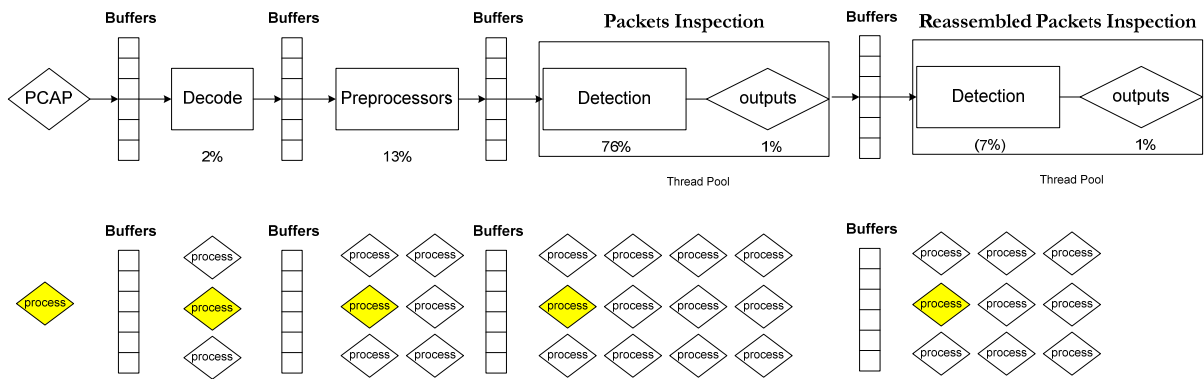 Packets Inspection
Reassembled Packets Inspection
Buffers
Buffers
Buffers
Buffers
PCAP
Decode
Preprocessors
Detection
outputs
Detection
outputs
2%
13%
76%
1%
(7%)
1%
Thread Pool
Thread Pool
Buffers
Buffers
Buffers
Buffers
process process process process process process process process process process
process process process process process process process process process process process
process process process process process process process process process process